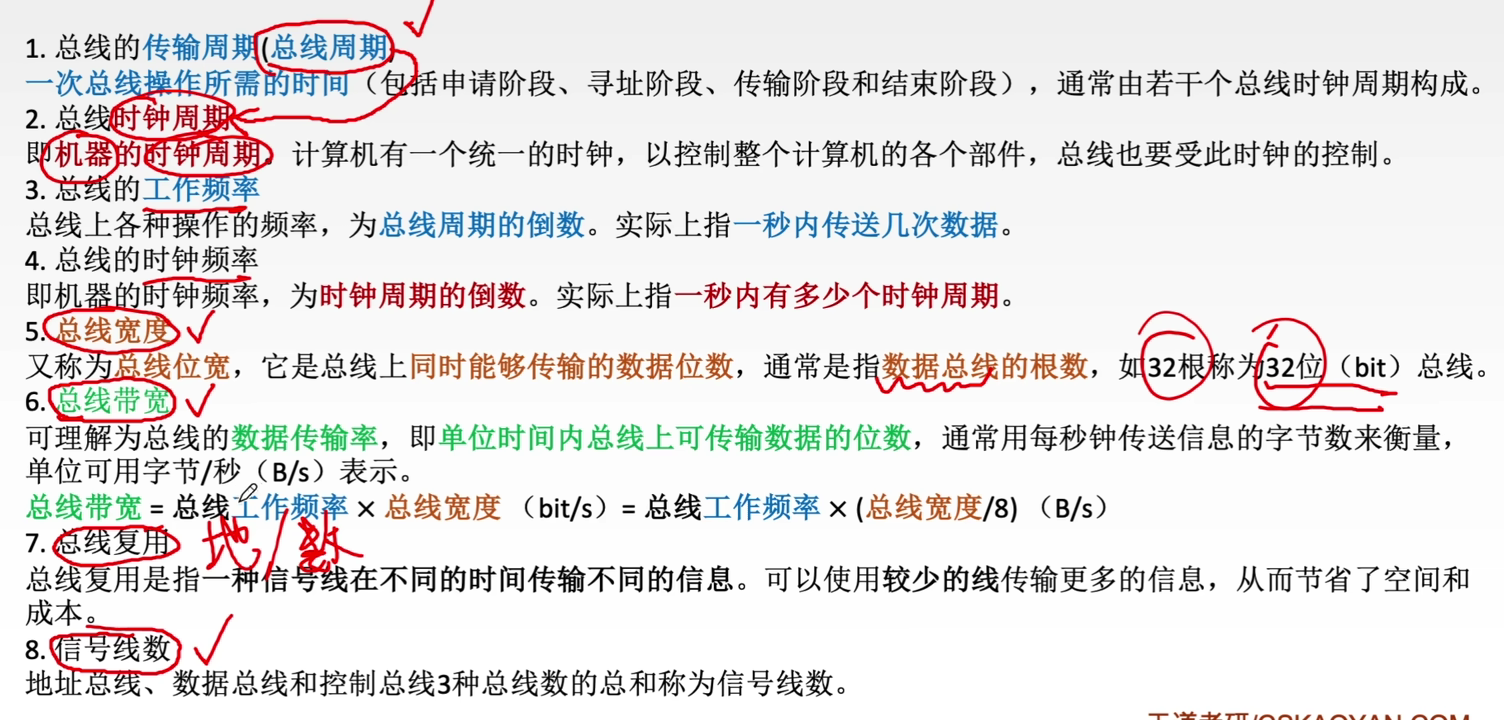 1. 总线的传输周期(总线周期)
一次总线操作所需的时间（包括申请阶段、寻址阶段、传输阶段和结束阶段），通常由若干个总线时钟周期构成。
2. 总线时钟周期
即机器的时钟周期。计算机有一个统一的时钟，以控制整个计算机的各个部件，总线也要受此时钟的控制。
3. 总线的工作频率
总线上各种操作的频率，为总线周期的倒数。实际上指一秒内传送几次数据。
4. 总线的时钟频率
即机器的时钟频率，为时钟周期的倒数。实际上指一秒内有多少个时钟周期。
5. 总线宽度
又称为总线位宽，它是总线上同时能够传输的数据位数，通常是指数据总线的根数，如32根称为32位（bit）总线。
6. 总线带宽
可理解为总线的数据传输率，即单位时间内总线上可传输数据的位数，通常用每秒钟传送信息的字节数来衡量，
单位可用字节/秒（B/s）表示。
总线带宽 = 总线工作频率 × 总线宽度 （bit/s）= 总线工作频率 × (总线宽度/8) （B/s）
7. 总线复用 地/数
总线复用是指一种信号线在不同的时间传输不同的信息。可以使用较少的线传输更多的信息，从而节省了空间和
成本。
8. 信号线数
地址总线、数据总线和控制总线3种总线数的总和称为信号线数。